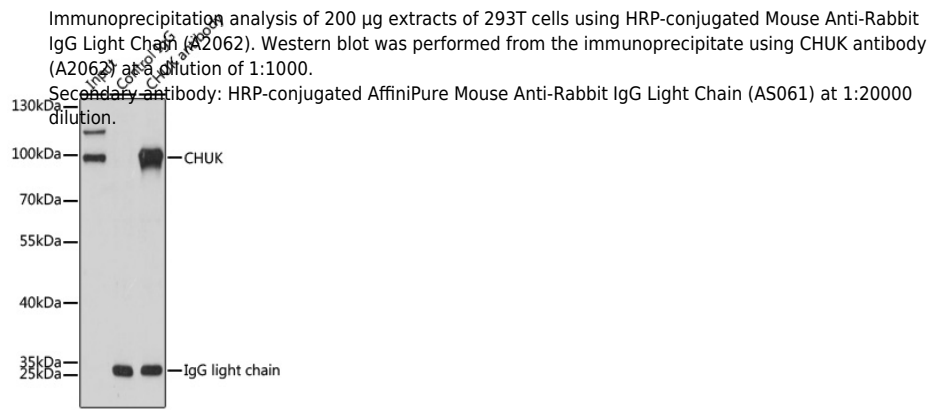 Immunoprecipitation analysis of 200 μg extracts of 293T cells using HRP-conjugated Mouse Anti-Rabbit
IgG Light Chain (A2062). Western blot was performed from the immunoprecipitate using CHUK antibody
(A2062) at a dilution of 1:1000.
Secondary antibody: HRP-conjugated AffiniPure Mouse Anti-Rabbit IgG Light Chain (AS061) at 1:20000
dilution.
Input
Control IgG
CHUK antibody
130kDa
100kDa
CHUK
70kDa
55kDa
40kDa
35kDa
25kDa
IgG light chain